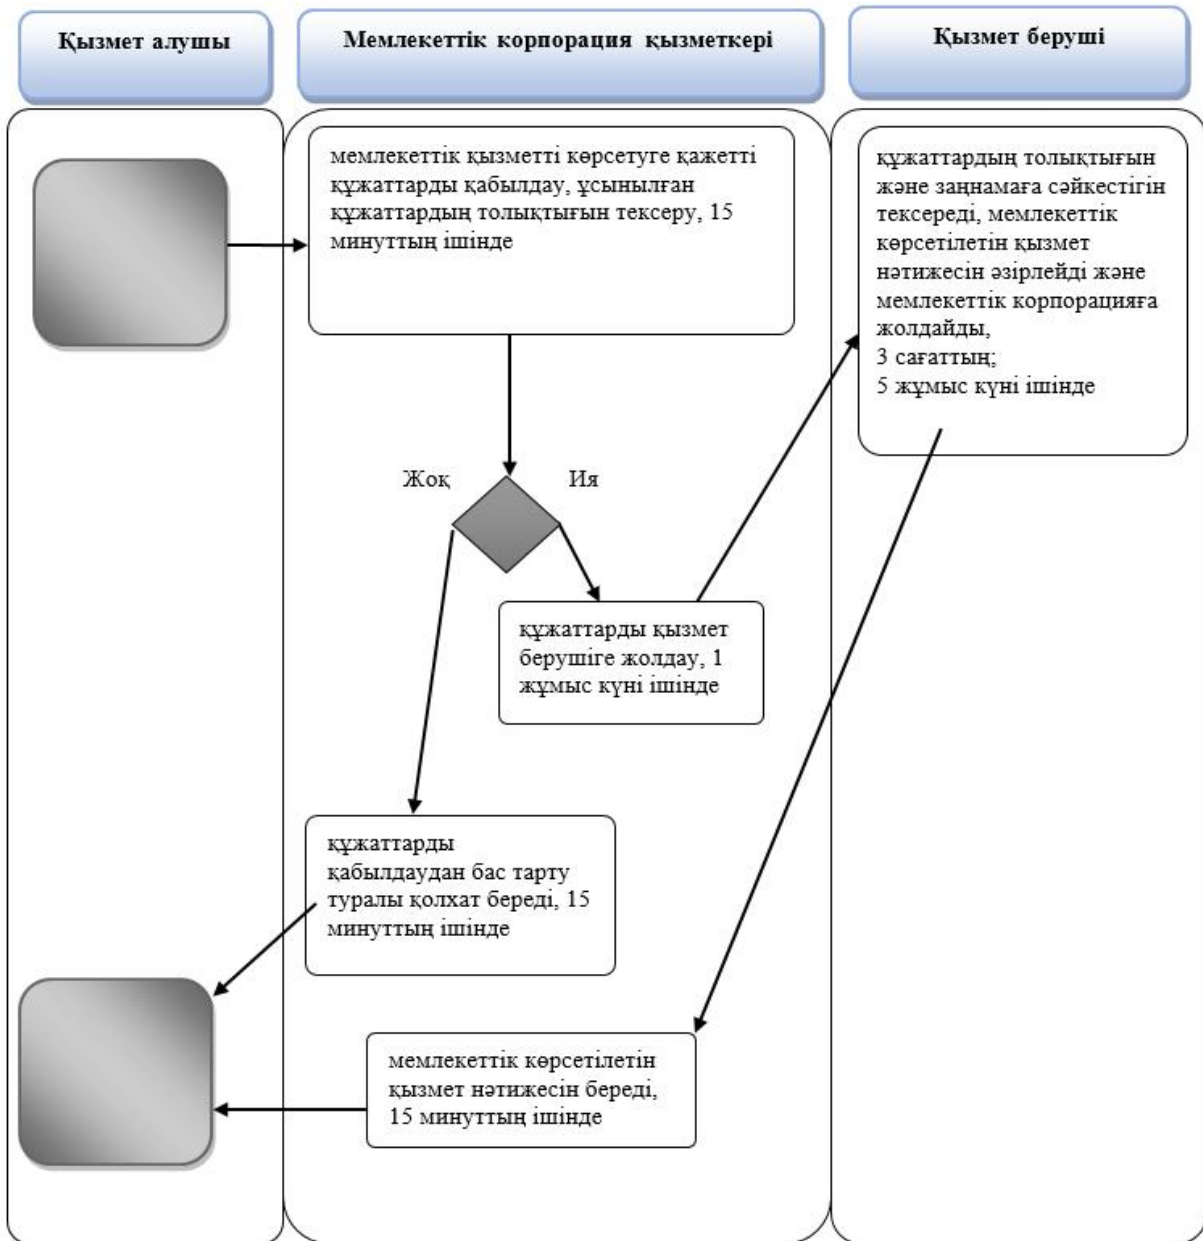 Қызмет алушы
Мемлекеттік корпорация қызметкері
Қызмет беруші
мемлекеттік қызметті көрсетуге қажетті
құжаттарды қабылдау, ұсынылған
құжаттардың толықтығын тексеру, 15
минуттың ішінде
құжаттардың толықтығын
және заңнамаға сәйкестігін
тексереді, мемлекеттік
көрсетілетін қызмет
нәтижесін әзірлейді және
мемлекеттік корпорацияға
жолдайды,
3 сағаттың;
5 жұмыс күні ішінде
Жоқ
Ия
құжаттарды қызмет
берушіге жолдау, 1
жұмыс күні ішінде
құжаттарды
қабылдаудан бас тарту
туралы қолхат береді, 15
минуттың ішінде
мемлекеттік көрсетілетін
қызмет нәтижесін береді,
15 минуттың ішінде